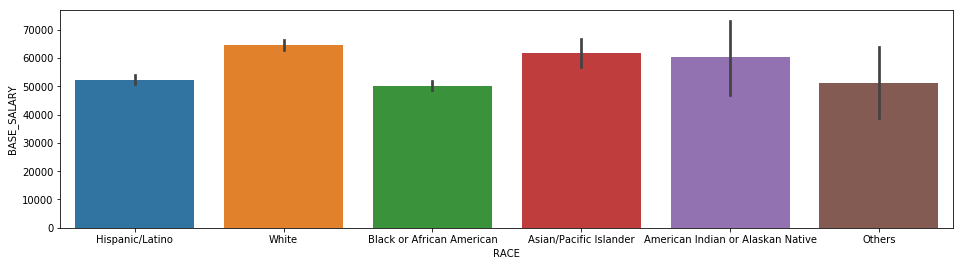 70000
60000
50000
40000
30000
20000
10000
0
BASE_SALARY
Hispanic/Latino
White
Black or African American
Asian/Pacific Islander
American Indian or Alaskan Native
Others
RACE